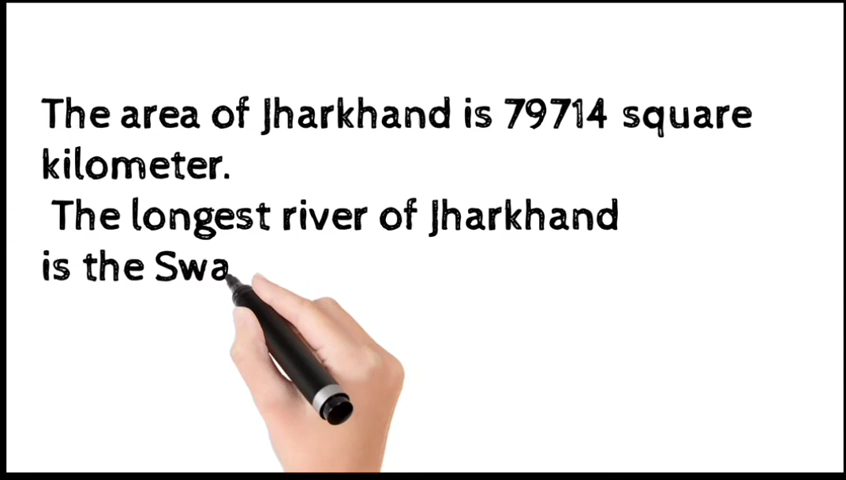 The area of Jharkhand is 79714 square
kilometer.
The longest river of Jharkhand
is the Swa